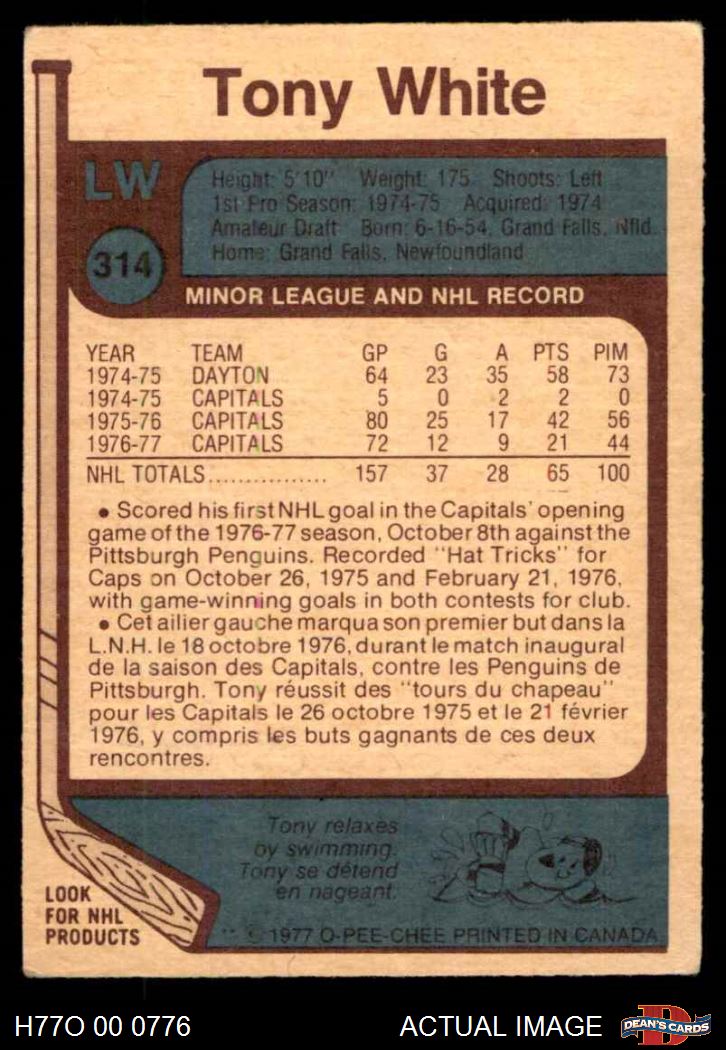 Tony White
LW
Height: 5'10" Weight: 175 Shoots: Left
1st Pro Season: 1974-75 Acquired: 1974
Amateur Draft Born: 6-16-54, Grand Falls, Nfld.
Home: Grand Falls, Newfoundland
314
MINOR LEAGUE AND NHL RECORD
YEAR TEAM GP G A PTS PIM
1974-75 DAYTON 64 23 35 58 73
1974-75 CAPITALS 5 0 2 2 0
1975-76 CAPITALS 80 25 17 42 56
1976-77 CAPITALS 72 12 9 21 44
NHL TOTALS................ 157 37 28 65 100
• Scored his first NHL goal in the Capitals' opening
game of the 1976-77 season, October 8th against the
Pittsburgh Penguins. Recorded "Hat Tricks" for
Caps on October 26, 1975 and February 21, 1976,
with game-winning goals in both contests for club.
• Cet ailier gauche marqua son premier but dans la
L.N.H. le 18 octobre 1976, durant le match inaugural
de la saison des Capitals, contre les Penguins de
Pittsburgh. Tony réussit des "tours du chapeau"
pour les Capitals le 26 octobre 1975 et le 21 février
1976, y compris les buts gagnants de ces deux
rencontres.
Tony relaxes
by swimming.
Tony se détend
en nageant.
LOOK
FOR NHL
PRODUCTS
** © 1977 O-PEE-CHEE PRINTED IN CANADA
H77O 00 0776 ACTUAL IMAGE
D
DEAN'S CARDS